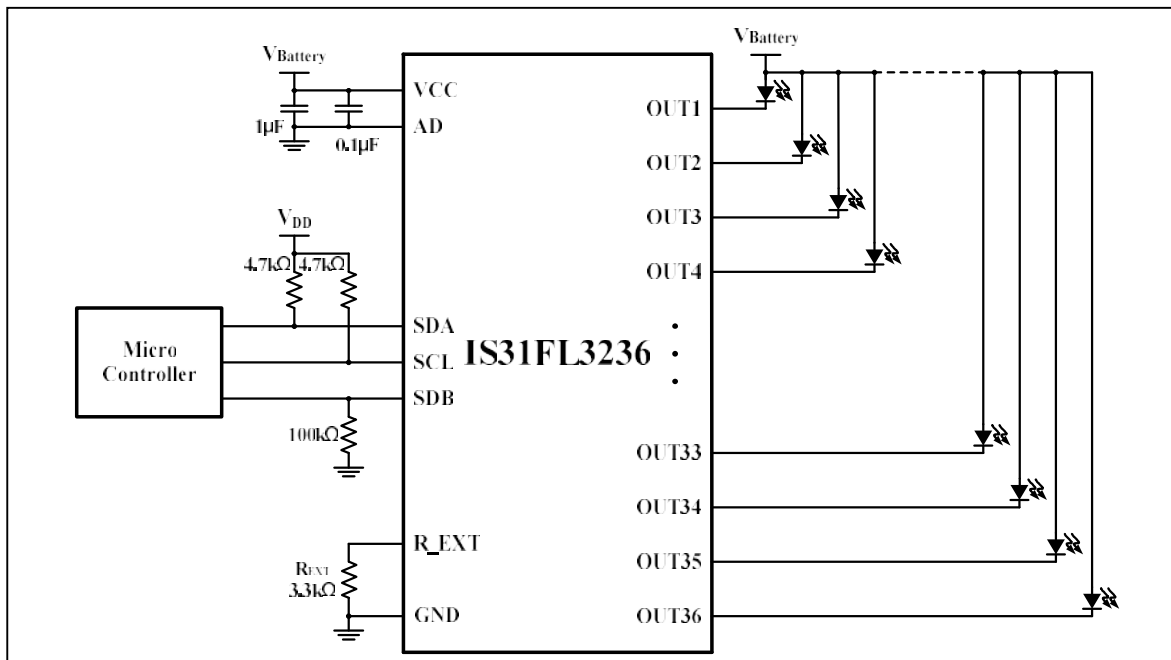 VBattery
VCC
1μF
0.1μF
AD
VDD
4.7kΩ 4.7kΩ
Micro
Controller
SDA
SCL
SDB
100kΩ
R_EXT
REXT
3.3kΩ
GND
IS31FL3236
VBattery
OUT1
OUT2
OUT3
OUT4
OUT33
OUT34
OUT35
OUT36